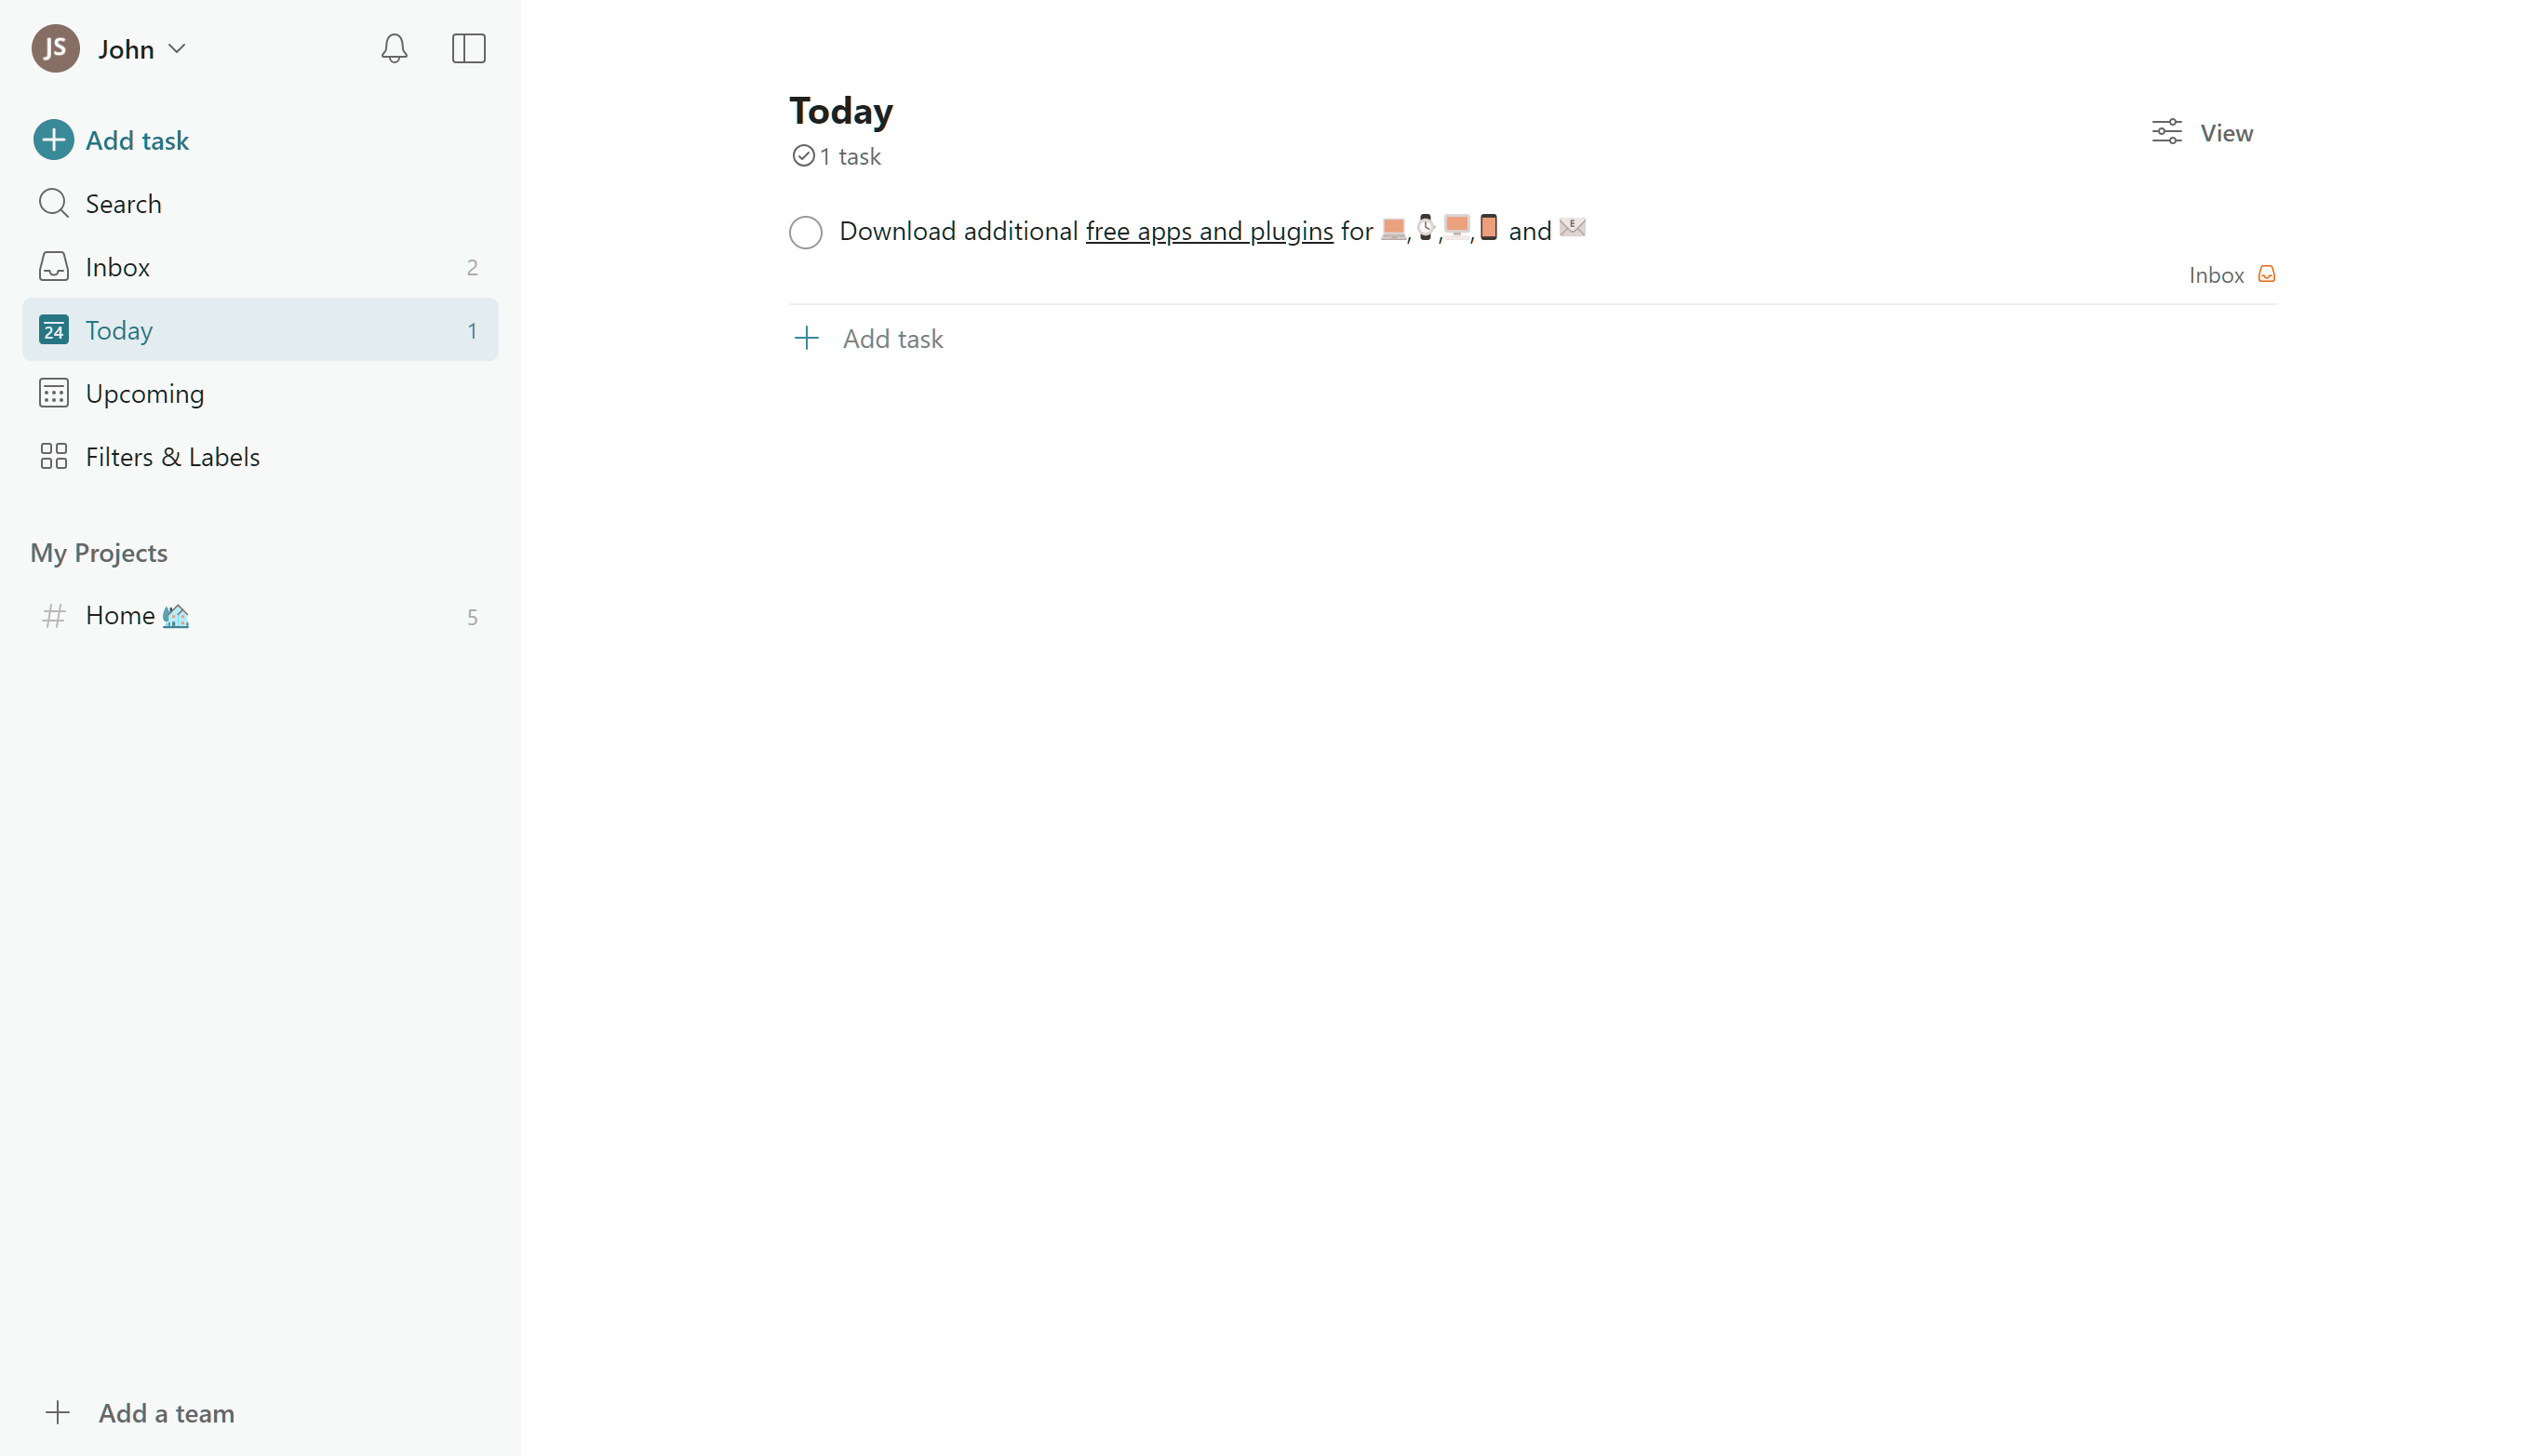 JS John
Add task
Search
Inbox 2
24 Today 1
Upcoming
Filters & Labels
My Projects
# Home 🏘️ 5
Add a team
Today
1 task
View
Download additional free apps and plugins for 💻,⌚,🖥️,📱 and 📧
Inbox
Add task